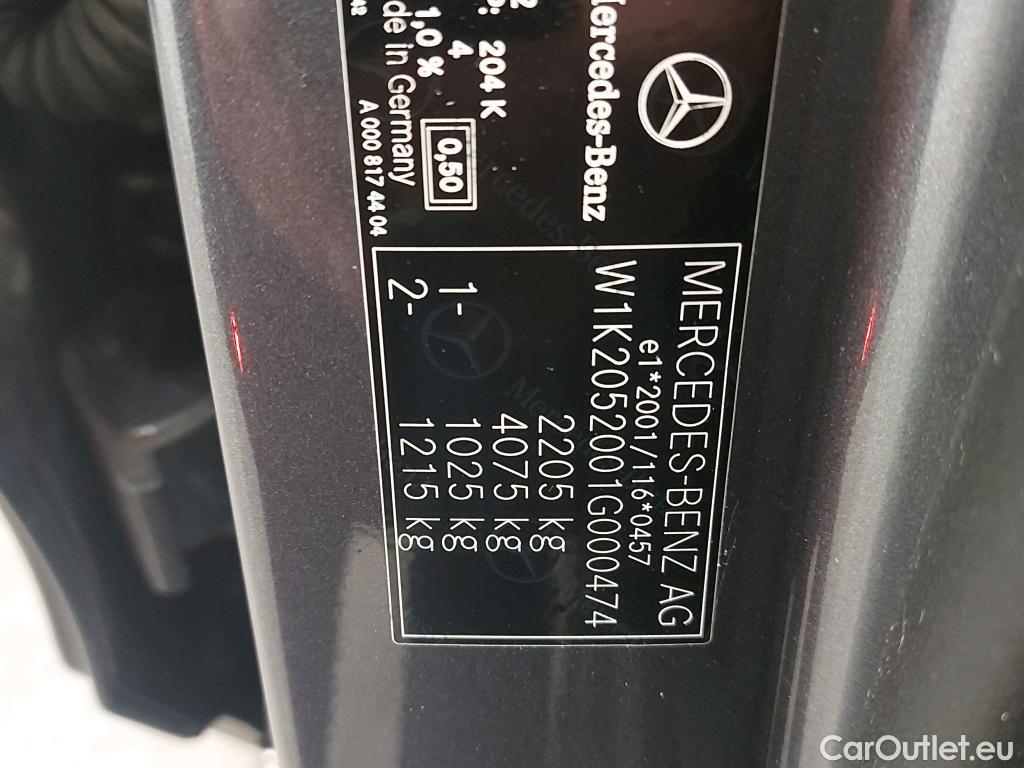 Mercedes-Benz
204 K
4
1,0 %
0,50
in Germany
A 000 817 44 04
MERCEDES-BENZ AG
e1*2001/116*0457
W1K2052001G000474
2205 kg
4075 kg
1- 1025 kg
2- 1215 kg
CarOutlet.eu